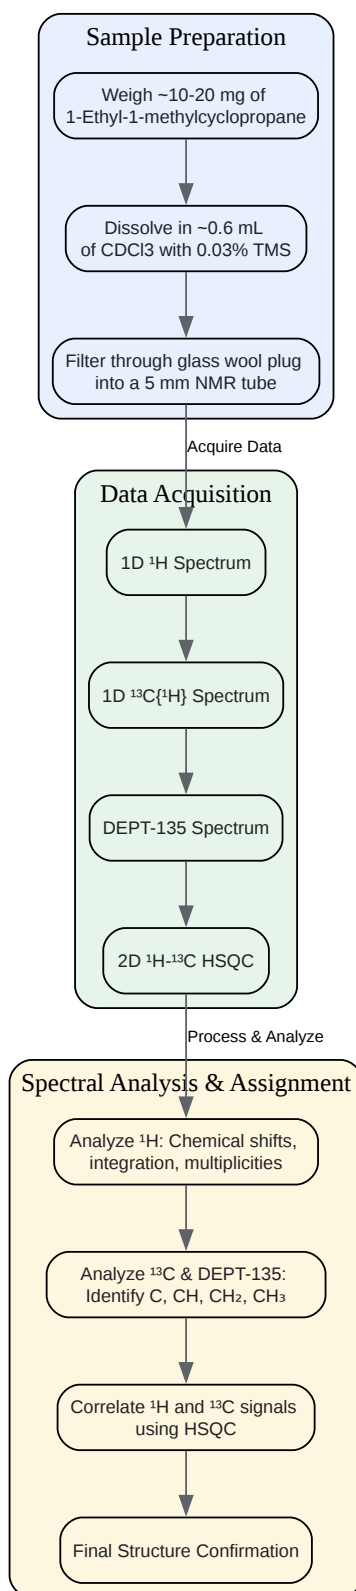 Sample Preparation
Weigh ~10-20 mg of
1-Ethyl-1-methylcyclopropane
Dissolve in ~0.6 mL
of CDCl3 with 0.03% TMS
Filter through glass wool plug
into a 5 mm NMR tube
Acquire Data
Data Acquisition
1D ¹H Spectrum
1D ¹³C{¹H} Spectrum
DEPT-135 Spectrum
2D ¹H-¹³C HSQC
Process & Analyze
Spectral Analysis & Assignment
Analyze ¹H: Chemical shifts,
integration, multiplicities
Analyze ¹³C & DEPT-135:
Identify C, CH, CH₂, CH₃
Correlate ¹H and ¹³C signals
using HSQC
Final Structure Confirmation